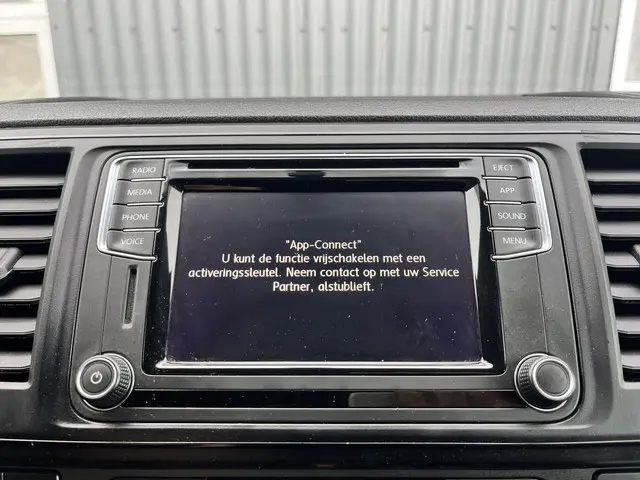 RADIO
MEDIA
PHONE
VOICE
EJECT
APP
SOUND
MENU
"App-Connect"
U kunt de functie vrijschakelen met een
activeringssleutel. Neem contact op met uw Service
Partner, alstublieft.